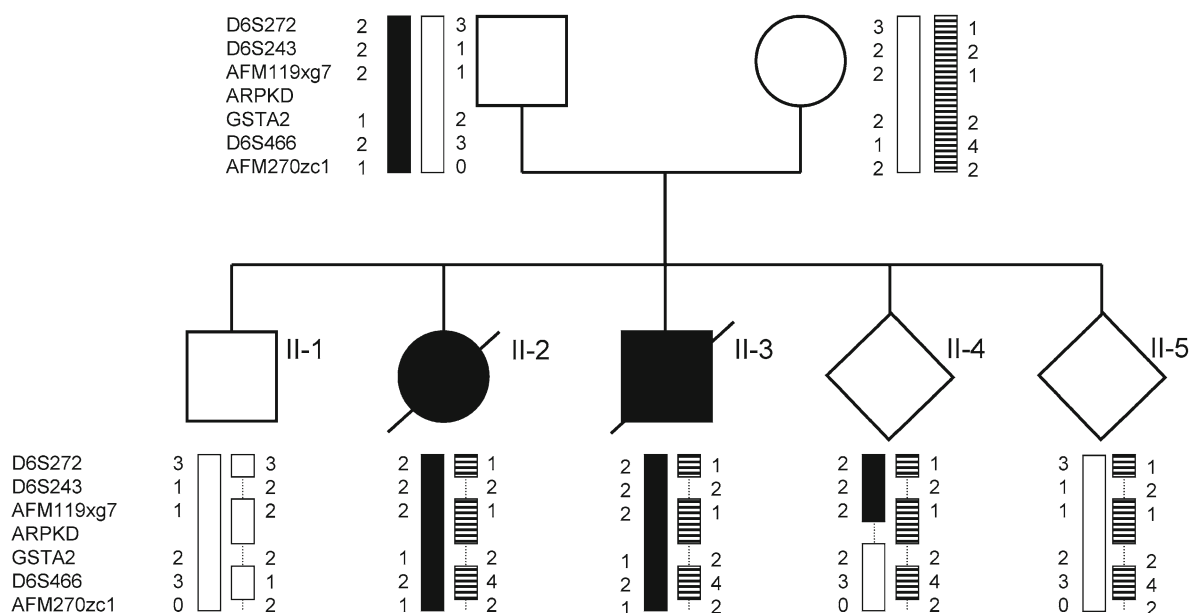 D6S272 2 3 3 1
D6S243 2 1 2 2
AFM119xg7 2 1 2 1
ARPKD
GSTA2 1 2 2 2
D6S466 2 3 1 4
AFM270zc1 1 0 2 2
II-1 II-2 II-3 II-4 II-5
D6S272 3 3 2 1 2 1 2 1 3 1
D6S243 1 2 2 2 2 2 2 2 1 2
AFM119xg7 1 2 2 1 2 1 2 1 1 1
ARPKD
GSTA2 2 2 1 2 1 2 2 2 2 2
D6S466 3 1 2 4 2 4 3 4 3 4
AFM270zc1 0 2 1 2 1 2 0 2 0 2